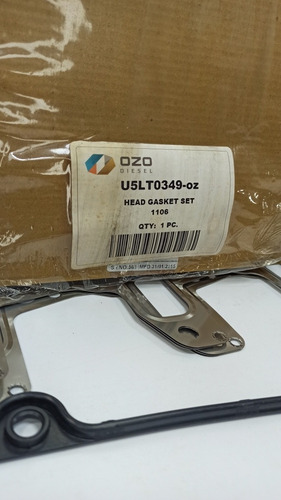 OZO
DIESEL
U5LT0349-oz
HEAD GASKET SET
1106
QTY: 1 PC.